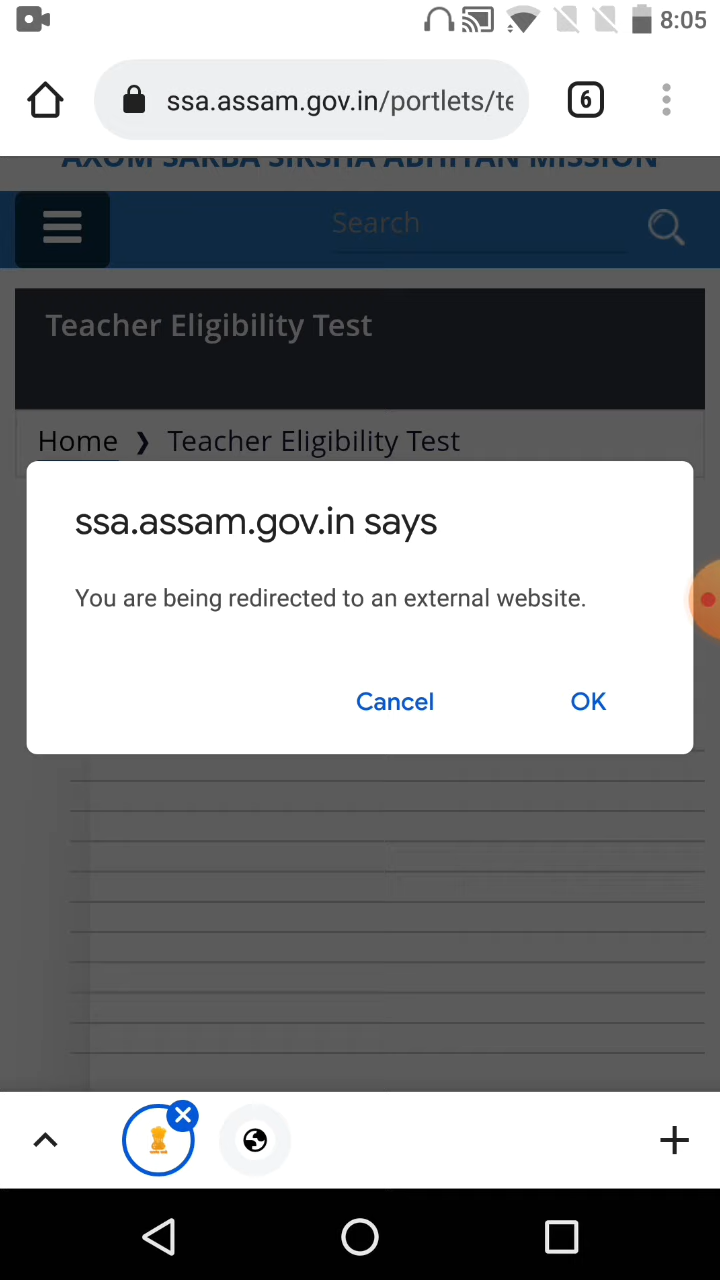 8:05
ssa.assam.gov.in/portlets/te
6
AXOM SARBA SIKSHA ABHIYAN MISSION
Search
Teacher Eligibility Test
Home ❯ Teacher Eligibility Test
ssa.assam.gov.in says
You are being redirected to an external website.
Cancel OK